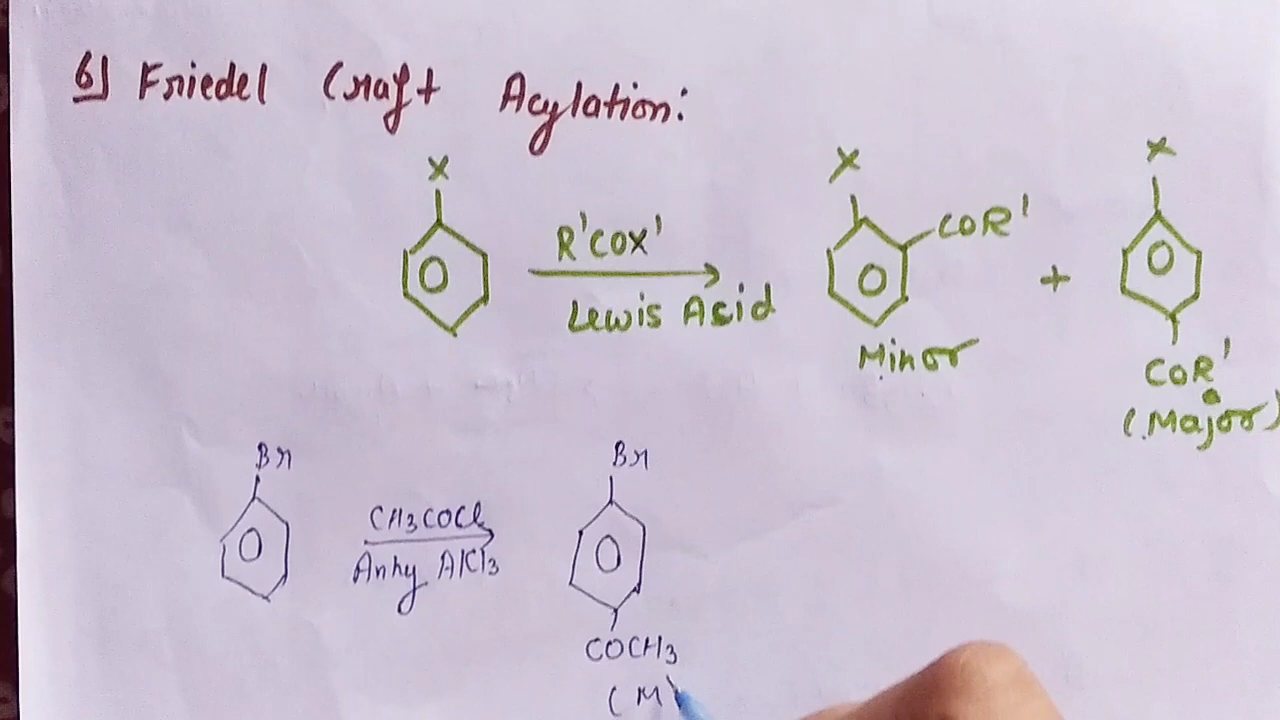 6] Friedel Craft Acylation:
X
R'COX'
Lewis Acid
X
COR'
Minor
+
X
COR'
(Major)
Br
CH3COCl
Anhy AlCl3
Br
COCH3
(M